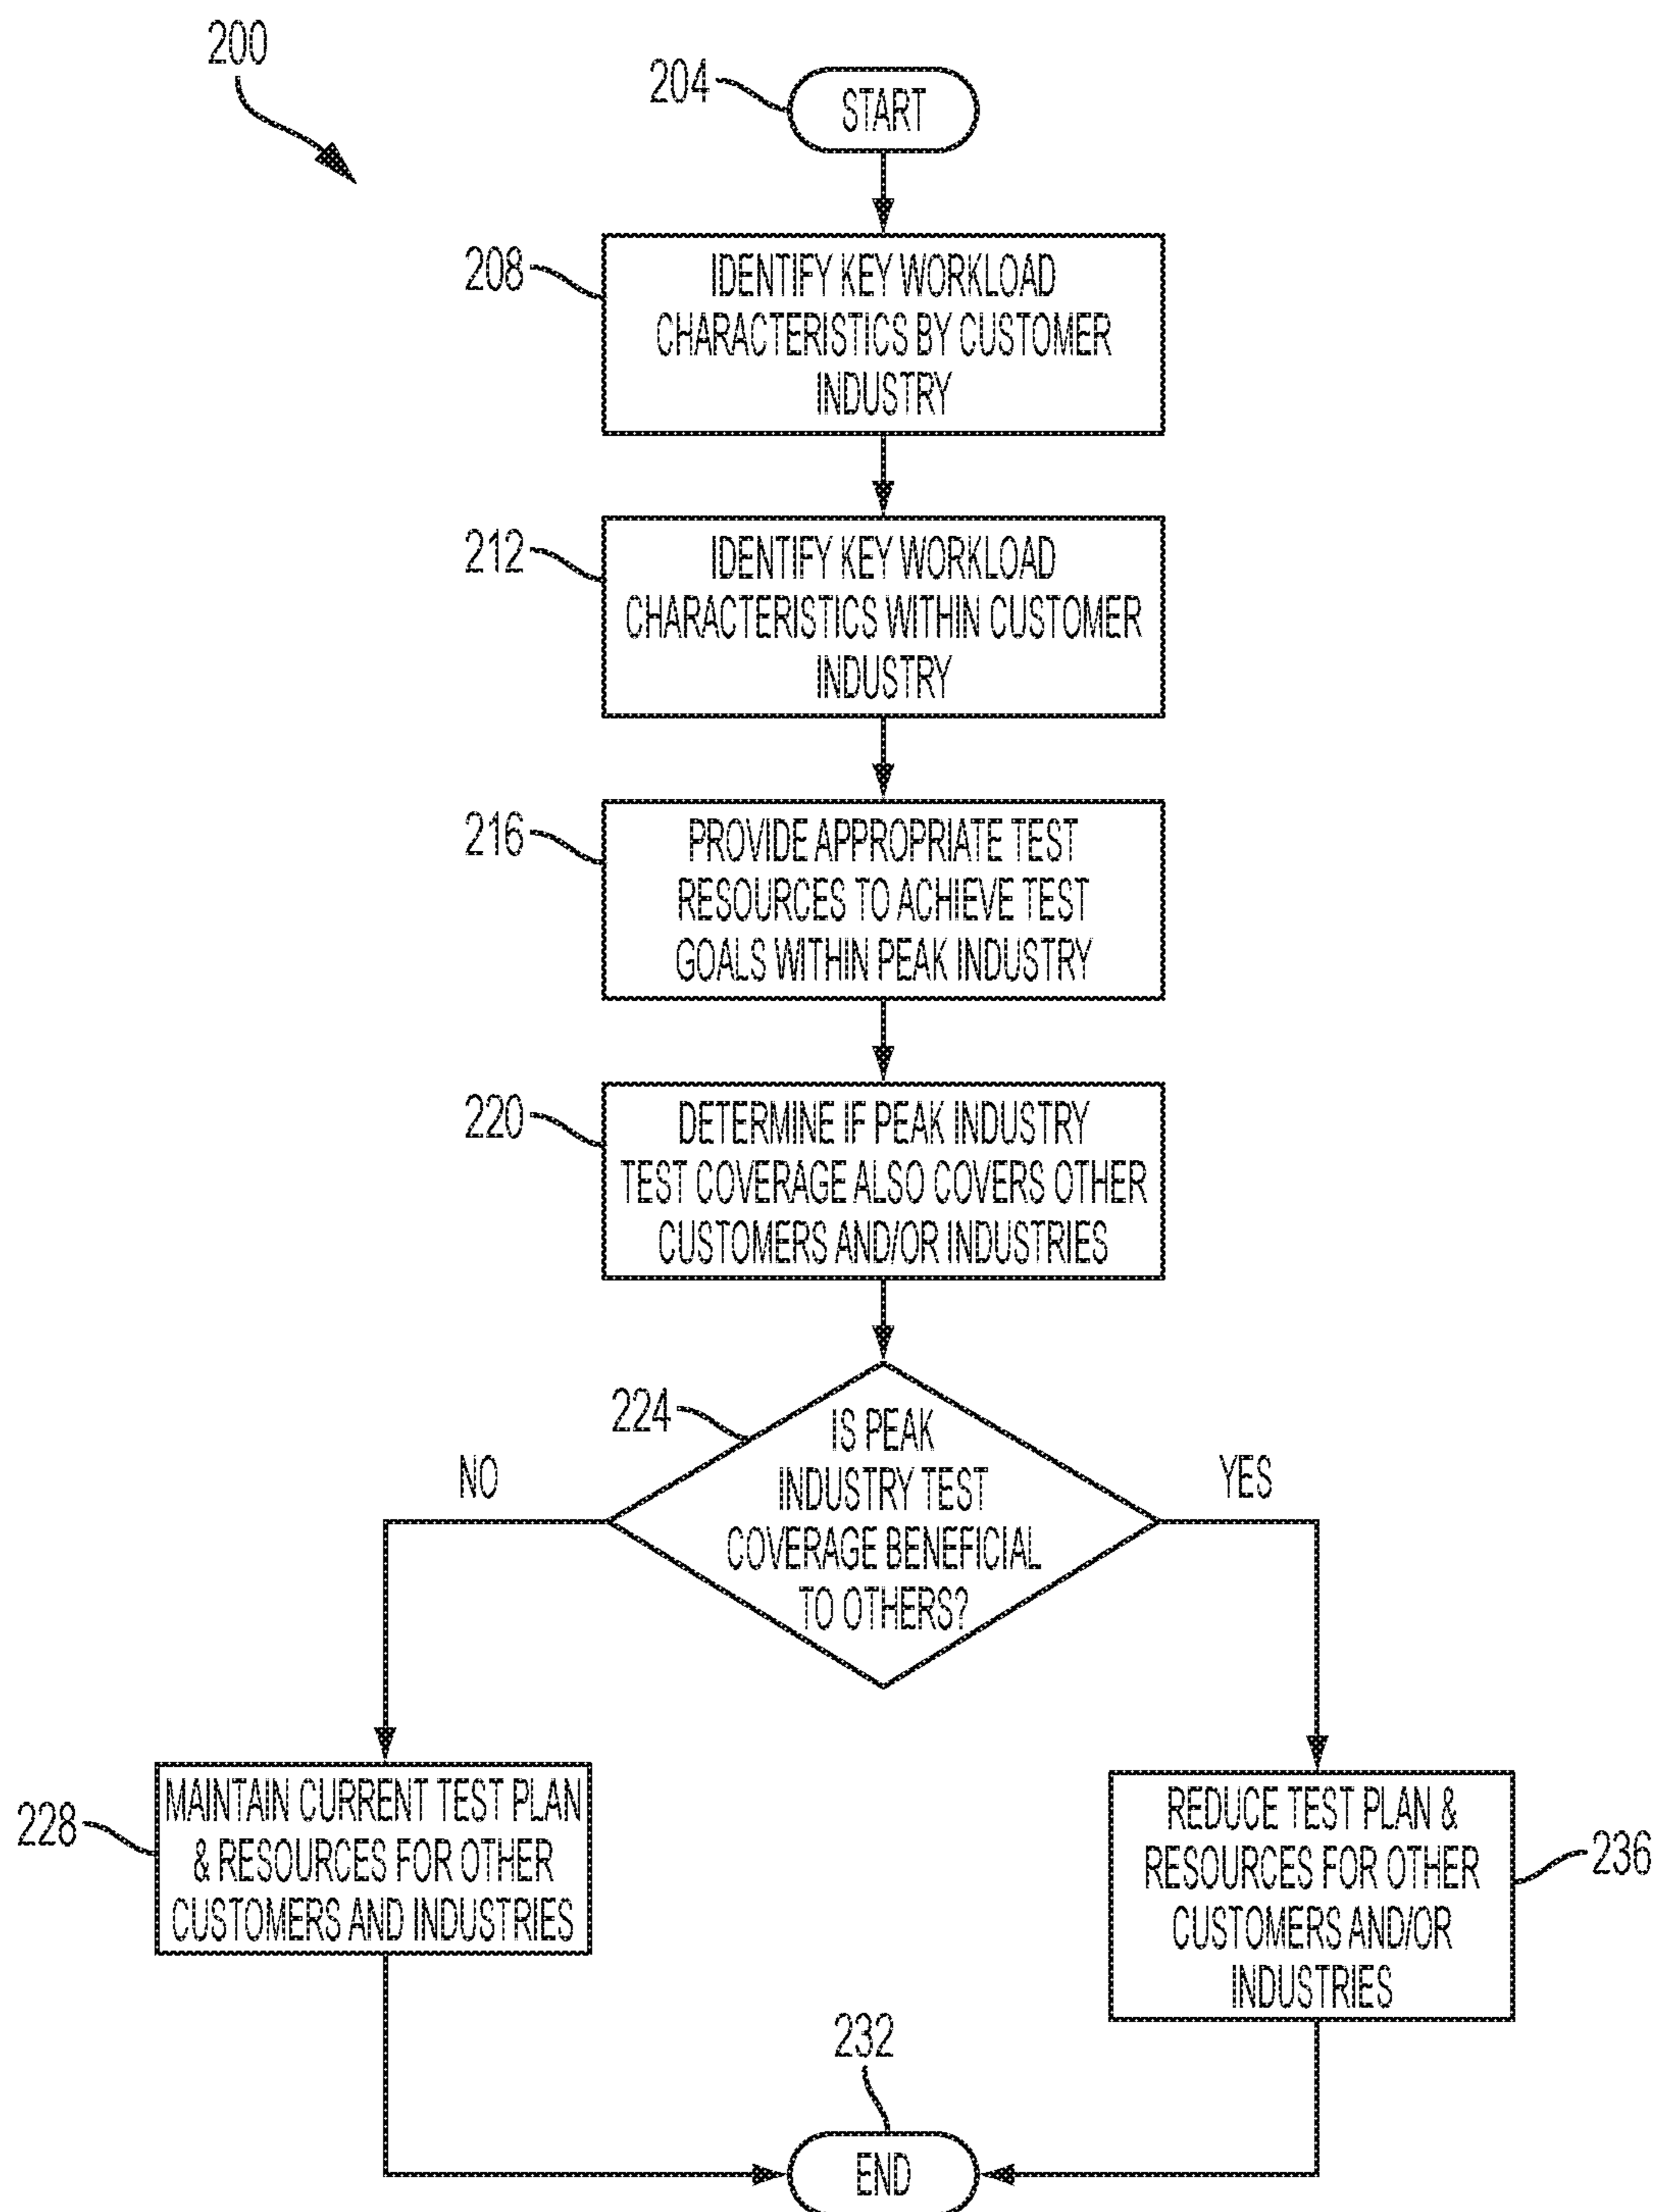 200
204
START
208
IDENTIFY KEY WORKLOAD
CHARACTERISTICS BY CUSTOMER
INDUSTRY
212
IDENTIFY KEY WORKLOAD
CHARACTERISTICS WITHIN CUSTOMER
INDUSTRY
216
PROVIDE APPROPRIATE TEST
RESOURCES TO ACHIEVE TEST
GOALS WITHIN PEAK INDUSTRY
220
DETERMINE IF PEAK INDUSTRY
TEST COVERAGE ALSO COVERS OTHER
CUSTOMERS AND/OR INDUSTRIES
224
IS PEAK
INDUSTRY TEST
COVERAGE BENEFICIAL
TO OTHERS?
NO
YES
228
MAINTAIN CURRENT TEST PLAN
& RESOURCES FOR OTHER
CUSTOMERS AND INDUSTRIES
REDUCE TEST PLAN &
RESOURCES FOR OTHER
CUSTOMERS AND/OR
INDUSTRIES
236
232
END